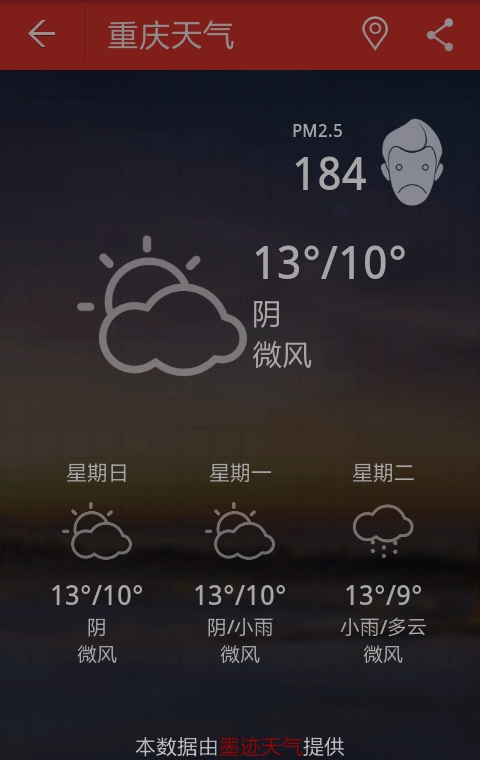 重庆天气
PM2.5
184
13°/10°
阴
微风
星期日 星期一 星期二
13°/10° 13°/10° 13°/9°
阴 阴/小雨 小雨/多云
微风 微风 微风
本数据由墨迹天气提供